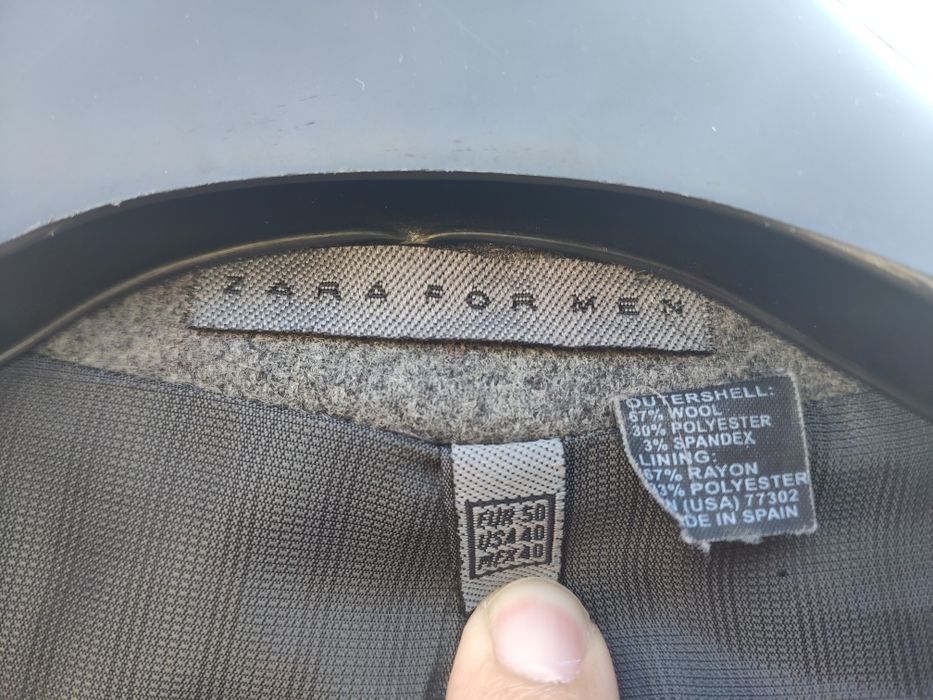 ZARA FOR MEN
OUTERSHELL:
67% WOOL
30% POLYESTER
3% SPANDEX
LINING:
67% RAYON
33% POLYESTER
N (USA) 77302
DE IN SPAIN
EUR 50
USA 40
MEX 40